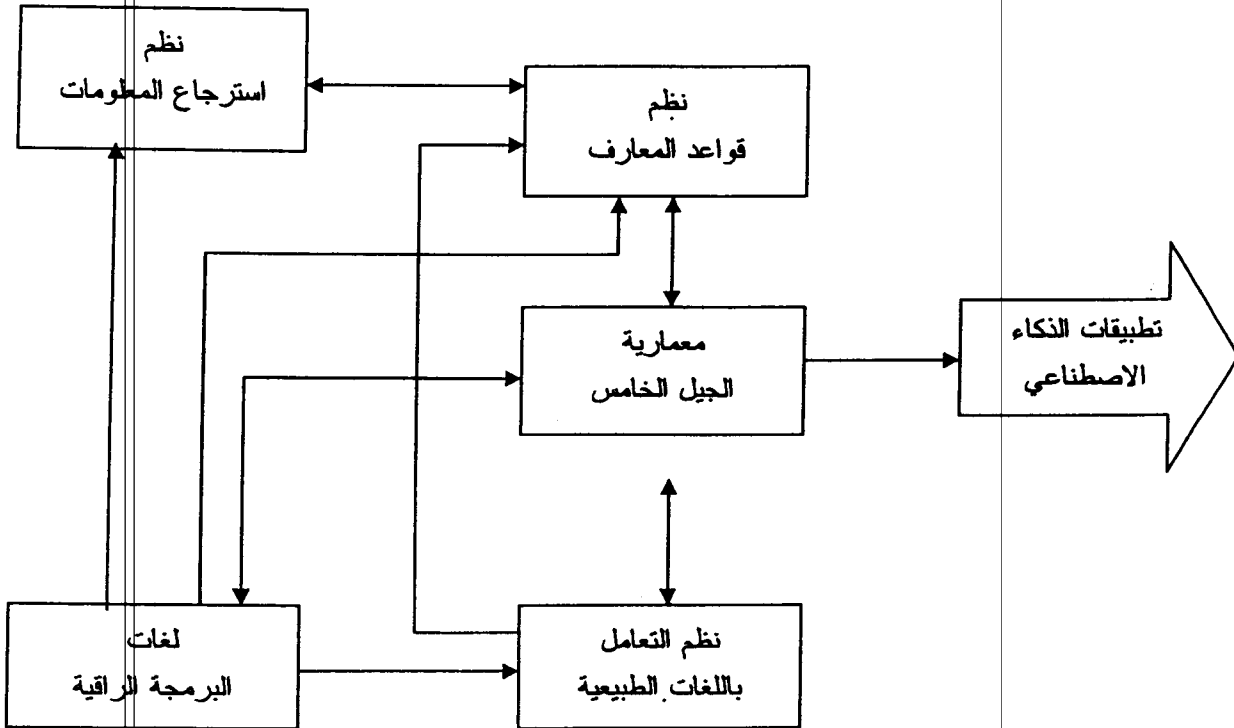 نظم
استرجاع المعلومات
نظم
قواعد المعارف
معمارية
الجيل الخامس
تطبيقات الذكاء
الاصطناعي
لغات
البرمجة الراقية
نظم التعامل
باللغات الطبيعية